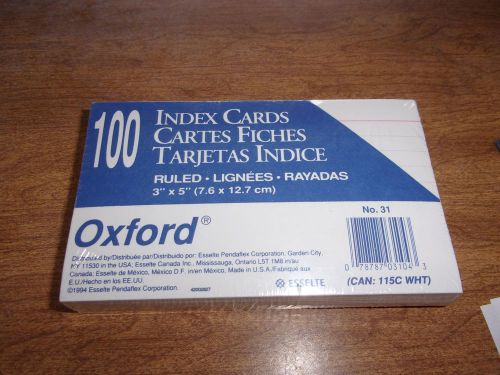 100
INDEX CARDS
CARTES FICHES
TARJETAS INDICE
RULED • LIGNÉES • RAYADAS
3" x 5" (7.6 x 12.7 cm)
Oxford®
Distributed by/Distribuée par/Distribuido por: Esselte Pendaflex Corporation, Garden City,
NY 11530 in the USA; Esselte Canada Inc., Mississauga, Ontario L5T 1M8 in/au
Canada; Esselte de México, México D.F. in/en México. Made in U.S.A./Fabriqué aux
E.U./Hecho en los EE.UU.
©1994 Esselte Pendaflex Corporation.
No. 31
0 78787 03104 3
ESSELTE
(CAN: 115C WHT)